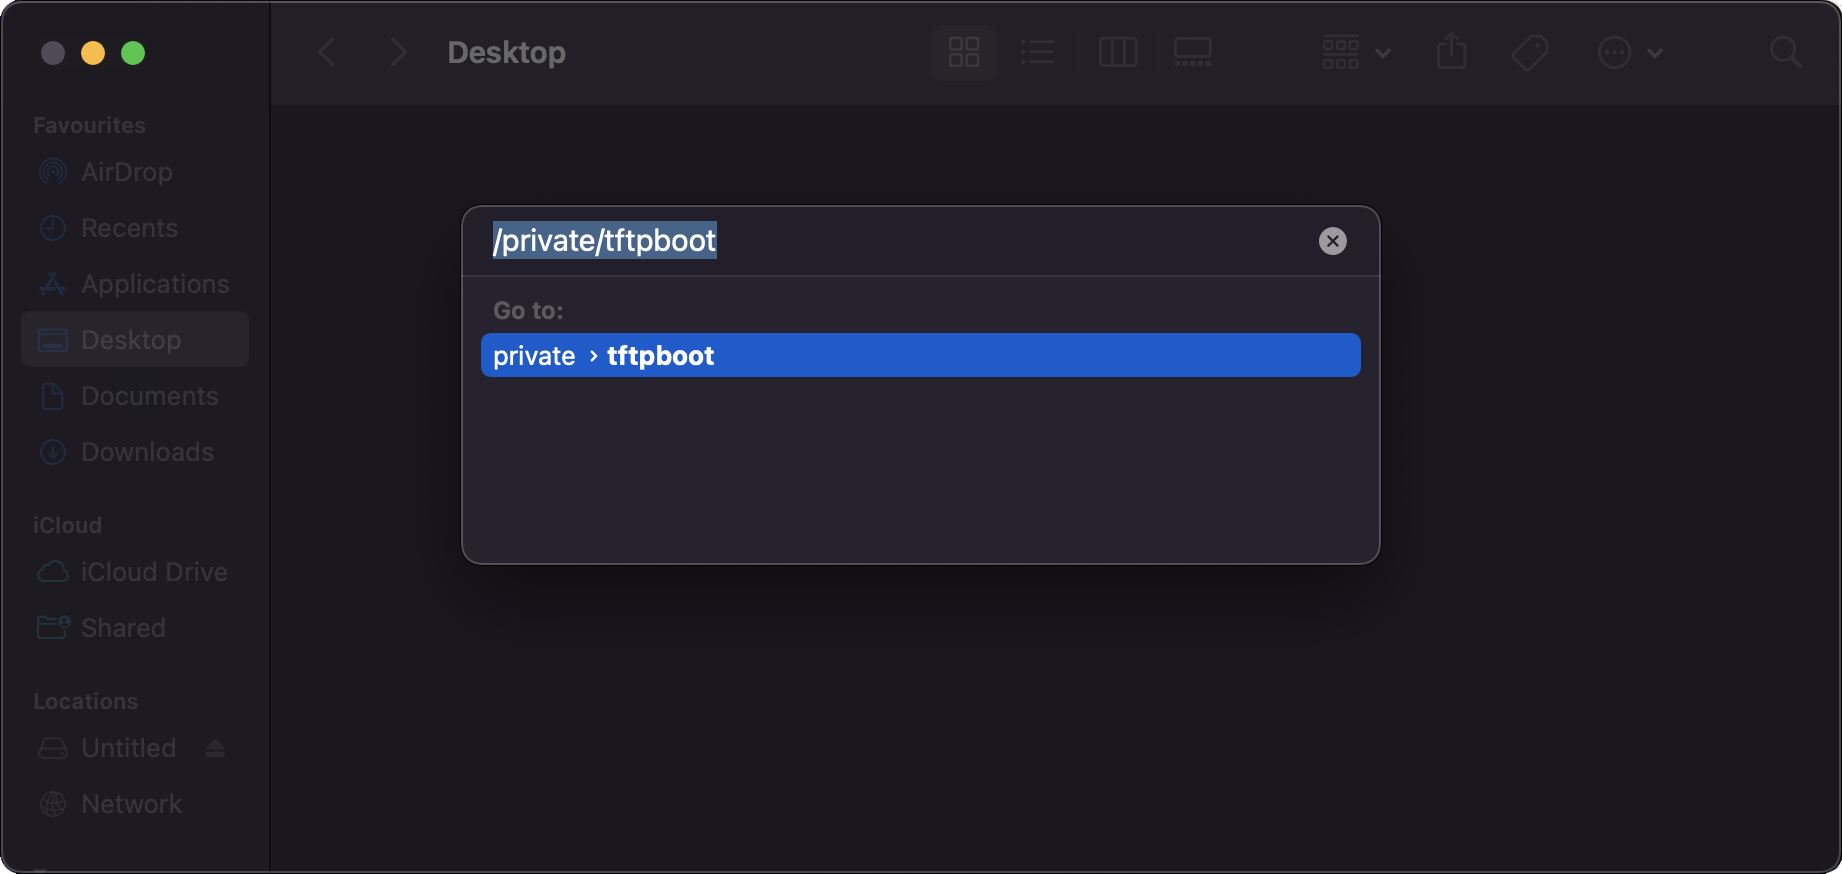 Desktop
Favourites
AirDrop
Recents
Applications
Desktop
Documents
Downloads
iCloud
iCloud Drive
Shared
Locations
Untitled
Network
/private/tftpboot
Go to:
private › tftpboot